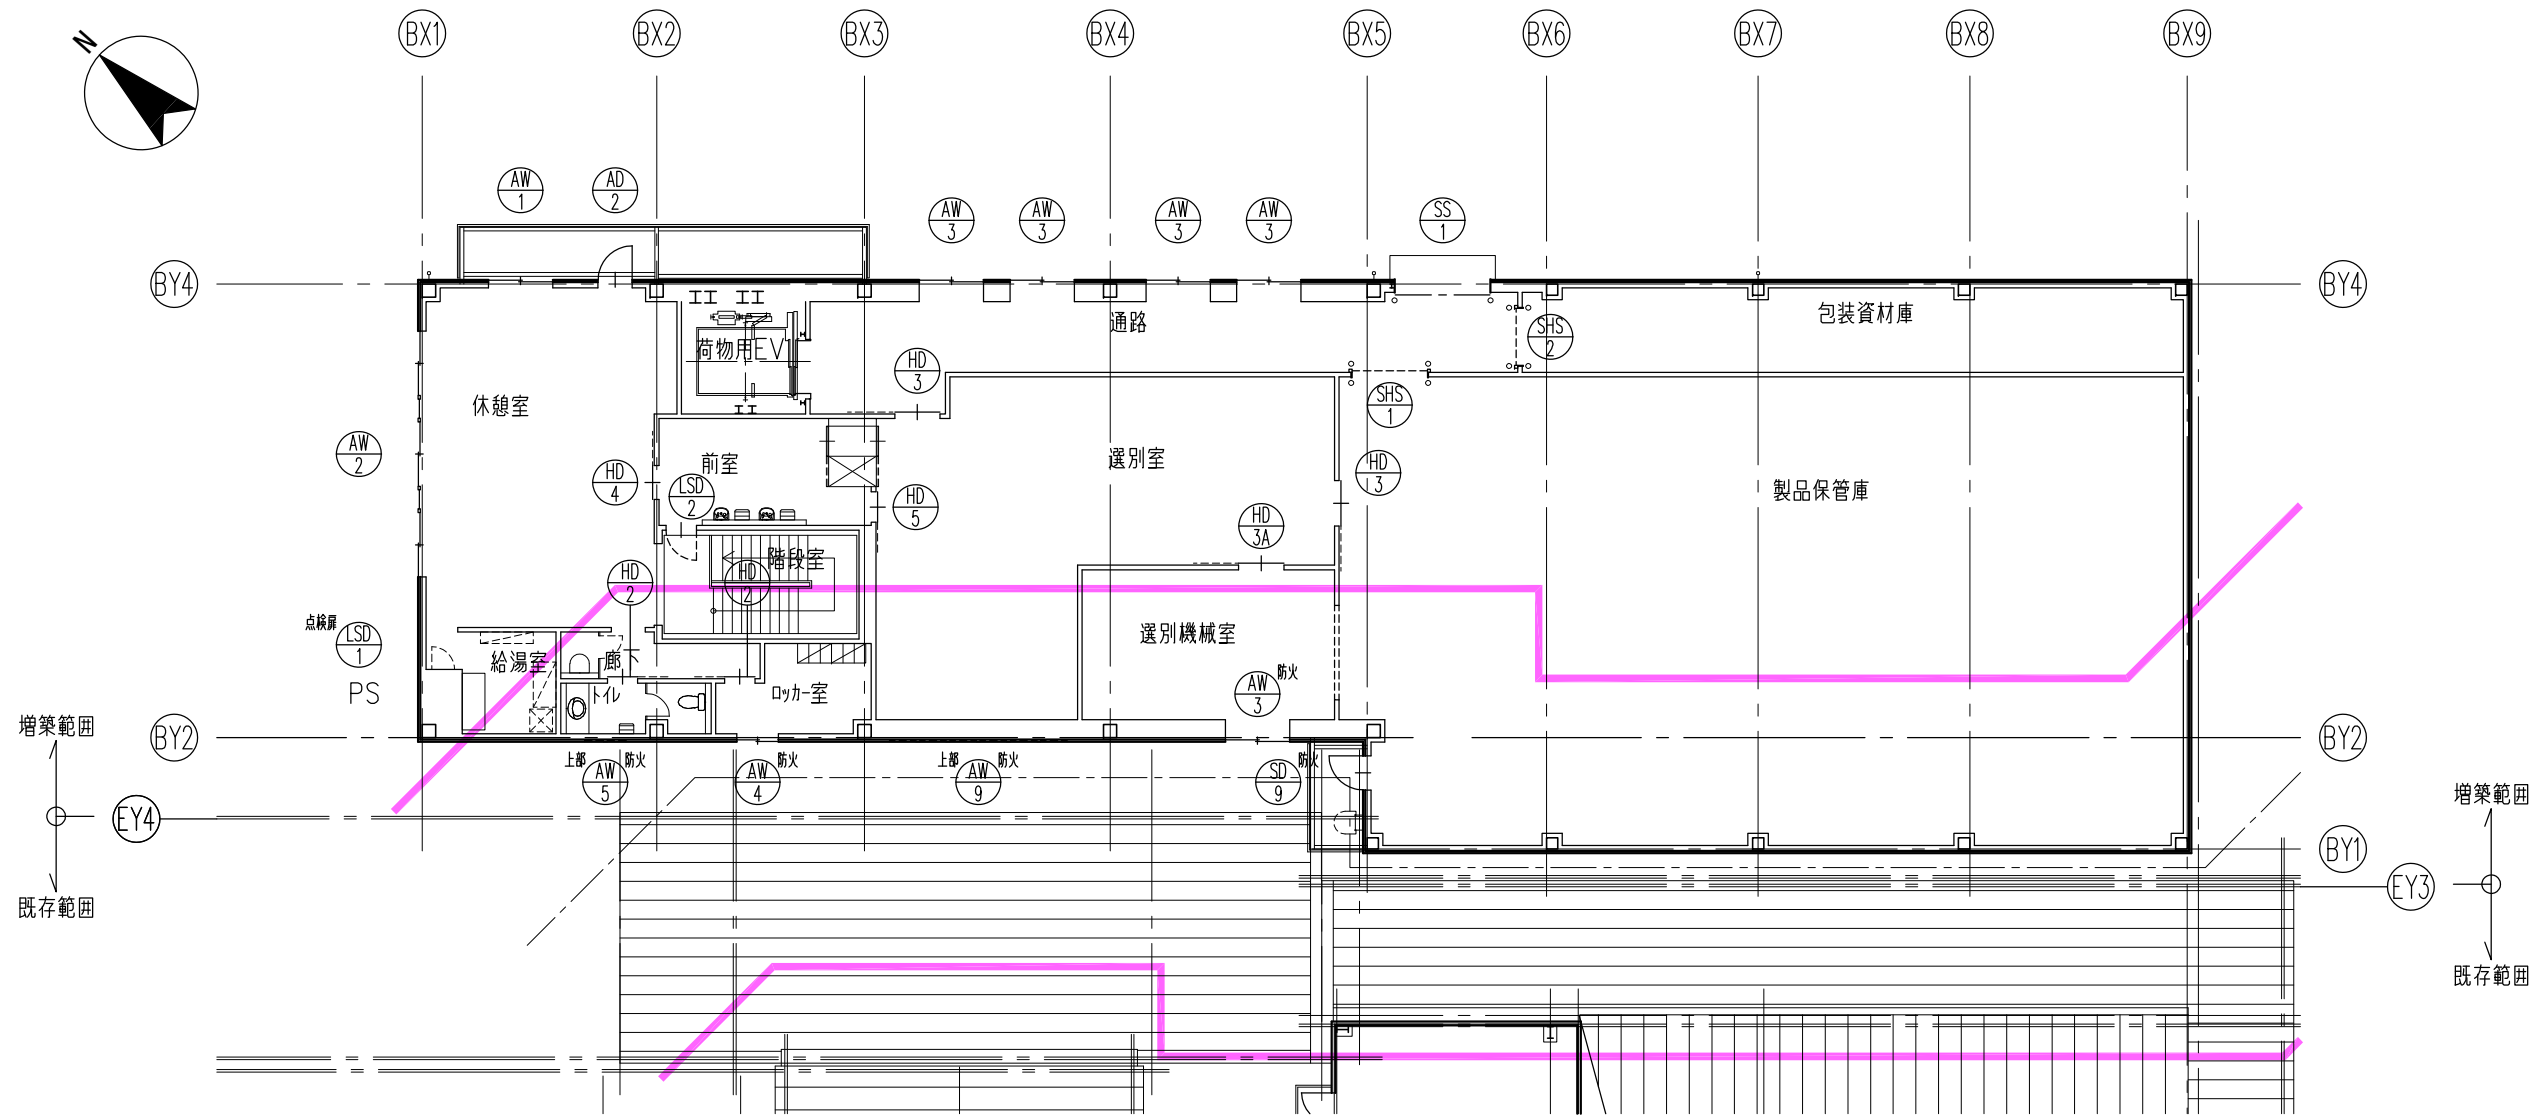 BX1 BX2 BX3 BX4 BX5 BX6 BX7 BX8 BX9
N
AW 1
AD 2
AW 3
AW 3
AW 3
AW 3
SS 1
BY4
BY4
通路
包装資材庫
SHS 2
荷物用EV
HD 3
SHS 1
休憩室
AW 2
HD 4
前室
LSD 2
HD 5
選別室
HD 3
製品保管庫
HD 3A
階段室
HD 2
HD 2
点検扉
LSD 1
給湯室
廊下
選別機械室
PS
トイレ
ロッカー室
防火
AW 3
増築範囲
BY2
BY2
上部 防火
AW 5
防火
AW 4
上部 防火
AW 9
防火
SD 9
増築範囲
EY4
BY1
EY3
既存範囲
既存範囲